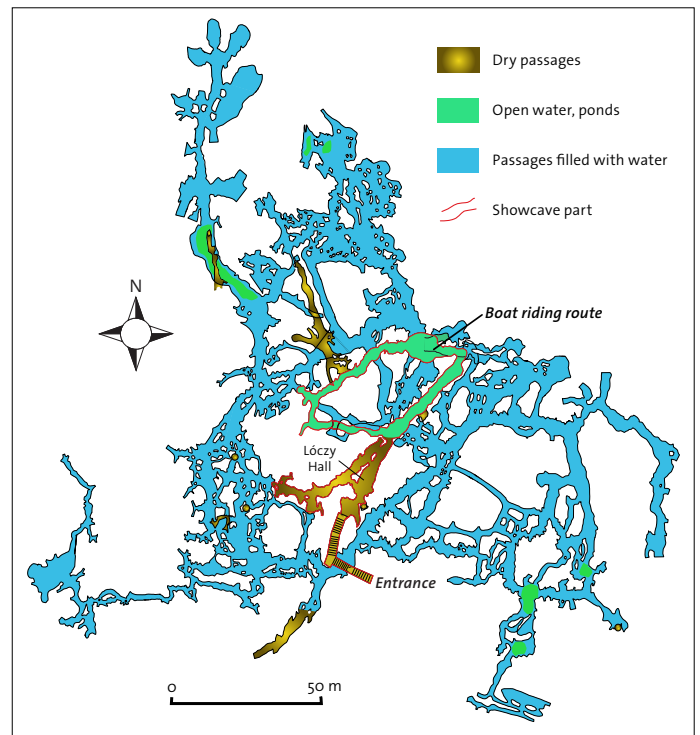 Dry passages
Open water, ponds
Passages filled with water
Showcave part
N
Boat riding route
Lóczy
Hall
Entrance
0 50 m